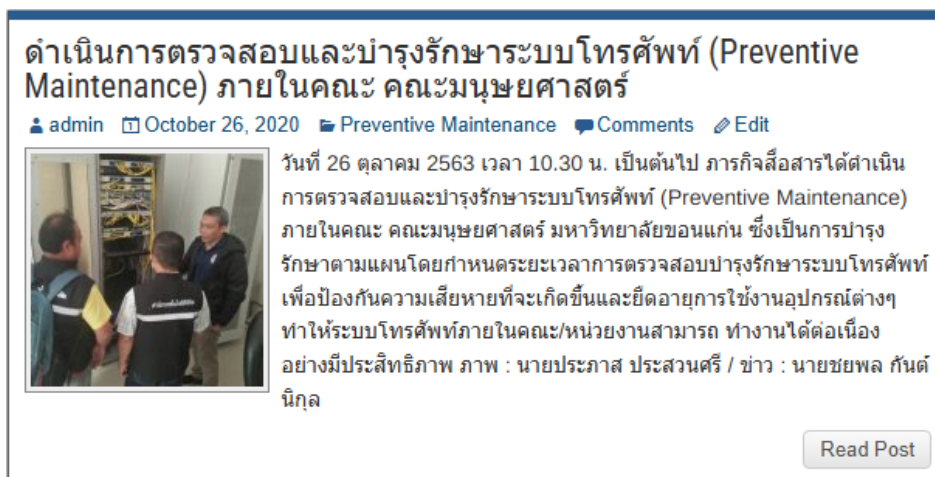 ดำเนินการตรวจสอบและบำรุงรักษาระบบโทรศัพท์ (Preventive
Maintenance) ภายในคณะ คณะมนุษยศาสตร์
admin October 26, 2020 Preventive Maintenance Comments Edit
วันที่ 26 ตุลาคม 2563 เวลา 10.30 น. เป็นต้นไป ภารกิจสื่อสารได้ดำเนิน
การตรวจสอบและบำรุงรักษาระบบโทรศัพท์ (Preventive Maintenance)
ภายในคณะ คณะมนุษยศาสตร์ มหาวิทยาลัยขอนแก่น ซึ่งเป็นการบำรุง
รักษาตามแผนโดยกำหนดระยะเวลาการตรวจสอบบำรุงรักษาระบบโทรศัพท์
เพื่อป้องกันความเสียหายที่จะเกิดขึ้นและยืดอายุการใช้งานอุปกรณ์ต่างๆ
ทำให้ระบบโทรศัพท์ภายในคณะ/หน่วยงานสามารถ ทำงานได้ต่อเนื่อง
อย่างมีประสิทธิภาพ ภาพ : นายประภาส ประสวนศรี / ข่าว : นายชยพล กันต์
นิกุล
Read Post